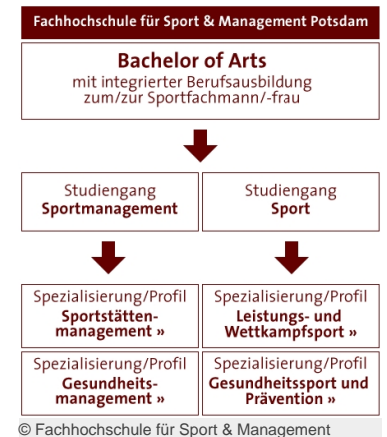 Fachhochschule für Sport & Management Potsdam
Bachelor of Arts
mit integrierter Berufsausbildung
zum/zur Sportfachmann/-frau
Studiengang
Sportmanagement
Studiengang
Sport
Spezialisierung/Profil
Sportstätten-
management »
Spezialisierung/Profil
Leistungs- und
Wettkampfsport »
Spezialisierung/Profil
Gesundheits-
management »
Spezialisierung/Profil
Gesundheitssport und
Prävention »
© Fachhochschule für Sport & Management